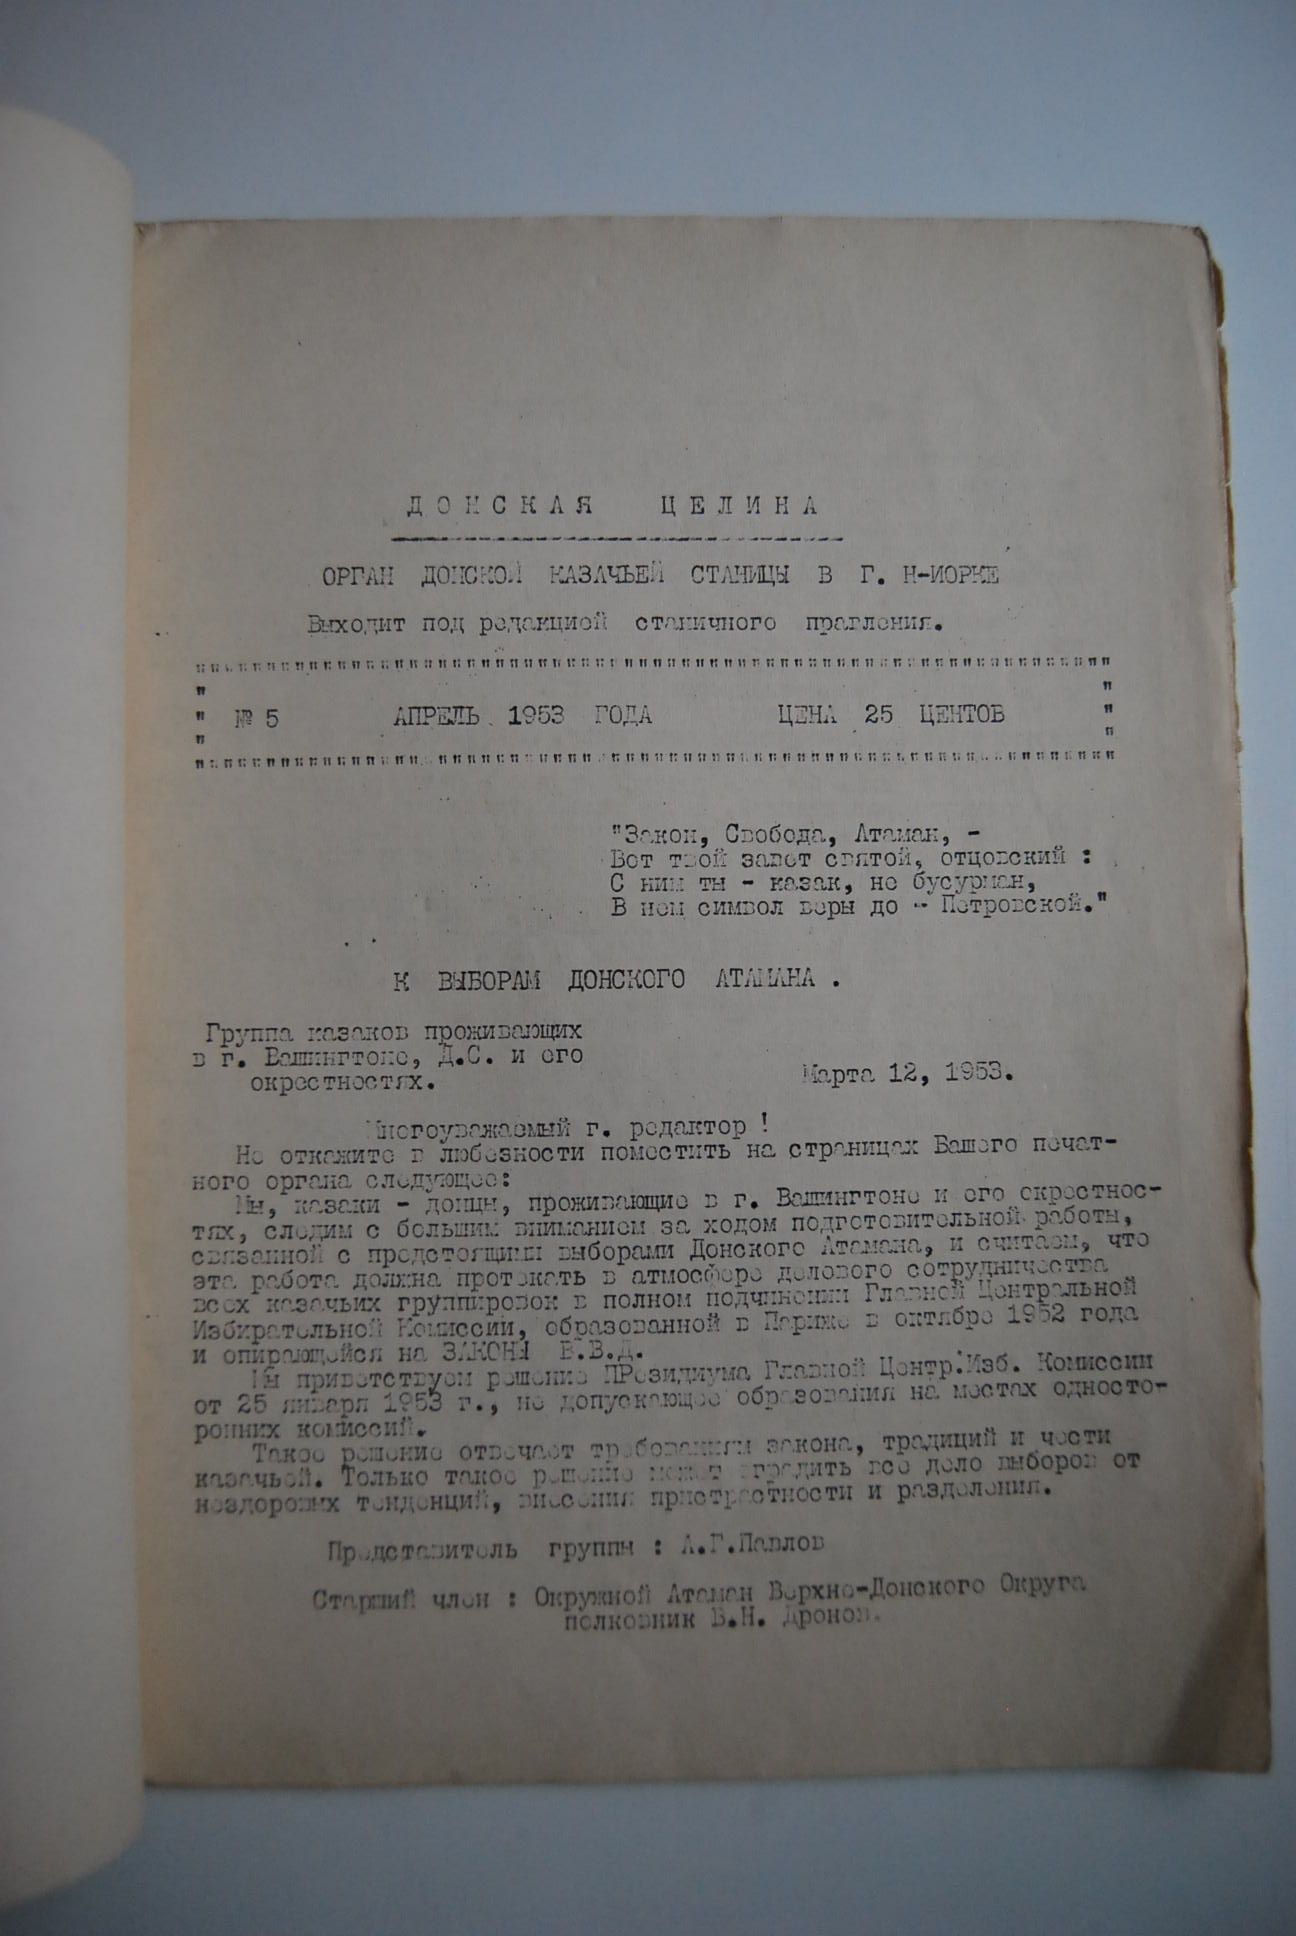 ДОНСКАЯ ЦЕЛИНА
ОРГАН ДОНСКОЙ КАЗАЧЬЕЙ СТАНИЦЫ В Г. Н-ИОРКЕ
Выходит под редакцией станичного правления.
№ 5 АПРЕЛЬ 1953 ГОДА ЦЕНА 25 ЦЕНТОВ
"Закон, Свобода, Атаман, -
Вот твой завет святой, отцовский :
С ним ты - казак, не бусурман,
В нем символ веры до - Петровской."
К ВЫБОРАМ ДОНСКОГО АТАМАНА .
Группа казаков проживающих
в г. Вашингтоне, Д.С. и его
окрестностях.
Марта 12, 1953.
Многоуважаемый г. редактор !
Не откажите в любезности поместить на страницах Вашего печат-
ного органа следующее:
Мы, казаки - донцы, проживающие в г. Вашингтоне и его окрестнос-
тях, следим с большим вниманием за ходом подготовительной работы,
связанной с предстоящими выборами Донского Атамана, и считаем, что
эта работа должна протекать в атмосфере делового сотрудничества
всех казачьих группировок в полном подчинении Главной Центральной
Избирательной Комиссии, образованной в Париже в октябре 1952 года
и опирающейся на ЗАКОНЫ В.В.Д.
Мы приветствуем решение ПРезидиума Главной Центр.Изб. Комиссии
от 25 января 1953 г., не допускающее образования на местах односто-
ронних комиссий.
Такое решение отвечает требованиям закона, традиций и чести
казачьей. Только такое решение может оградить все дело выборов от
нездоровых тенденций, внесения пристрастности и разделения.
Представитель группы : А.Г.Павлов
Старший член : Окружной Атаман Верхне-Донского Округа
полковник В.Н. Дронов.